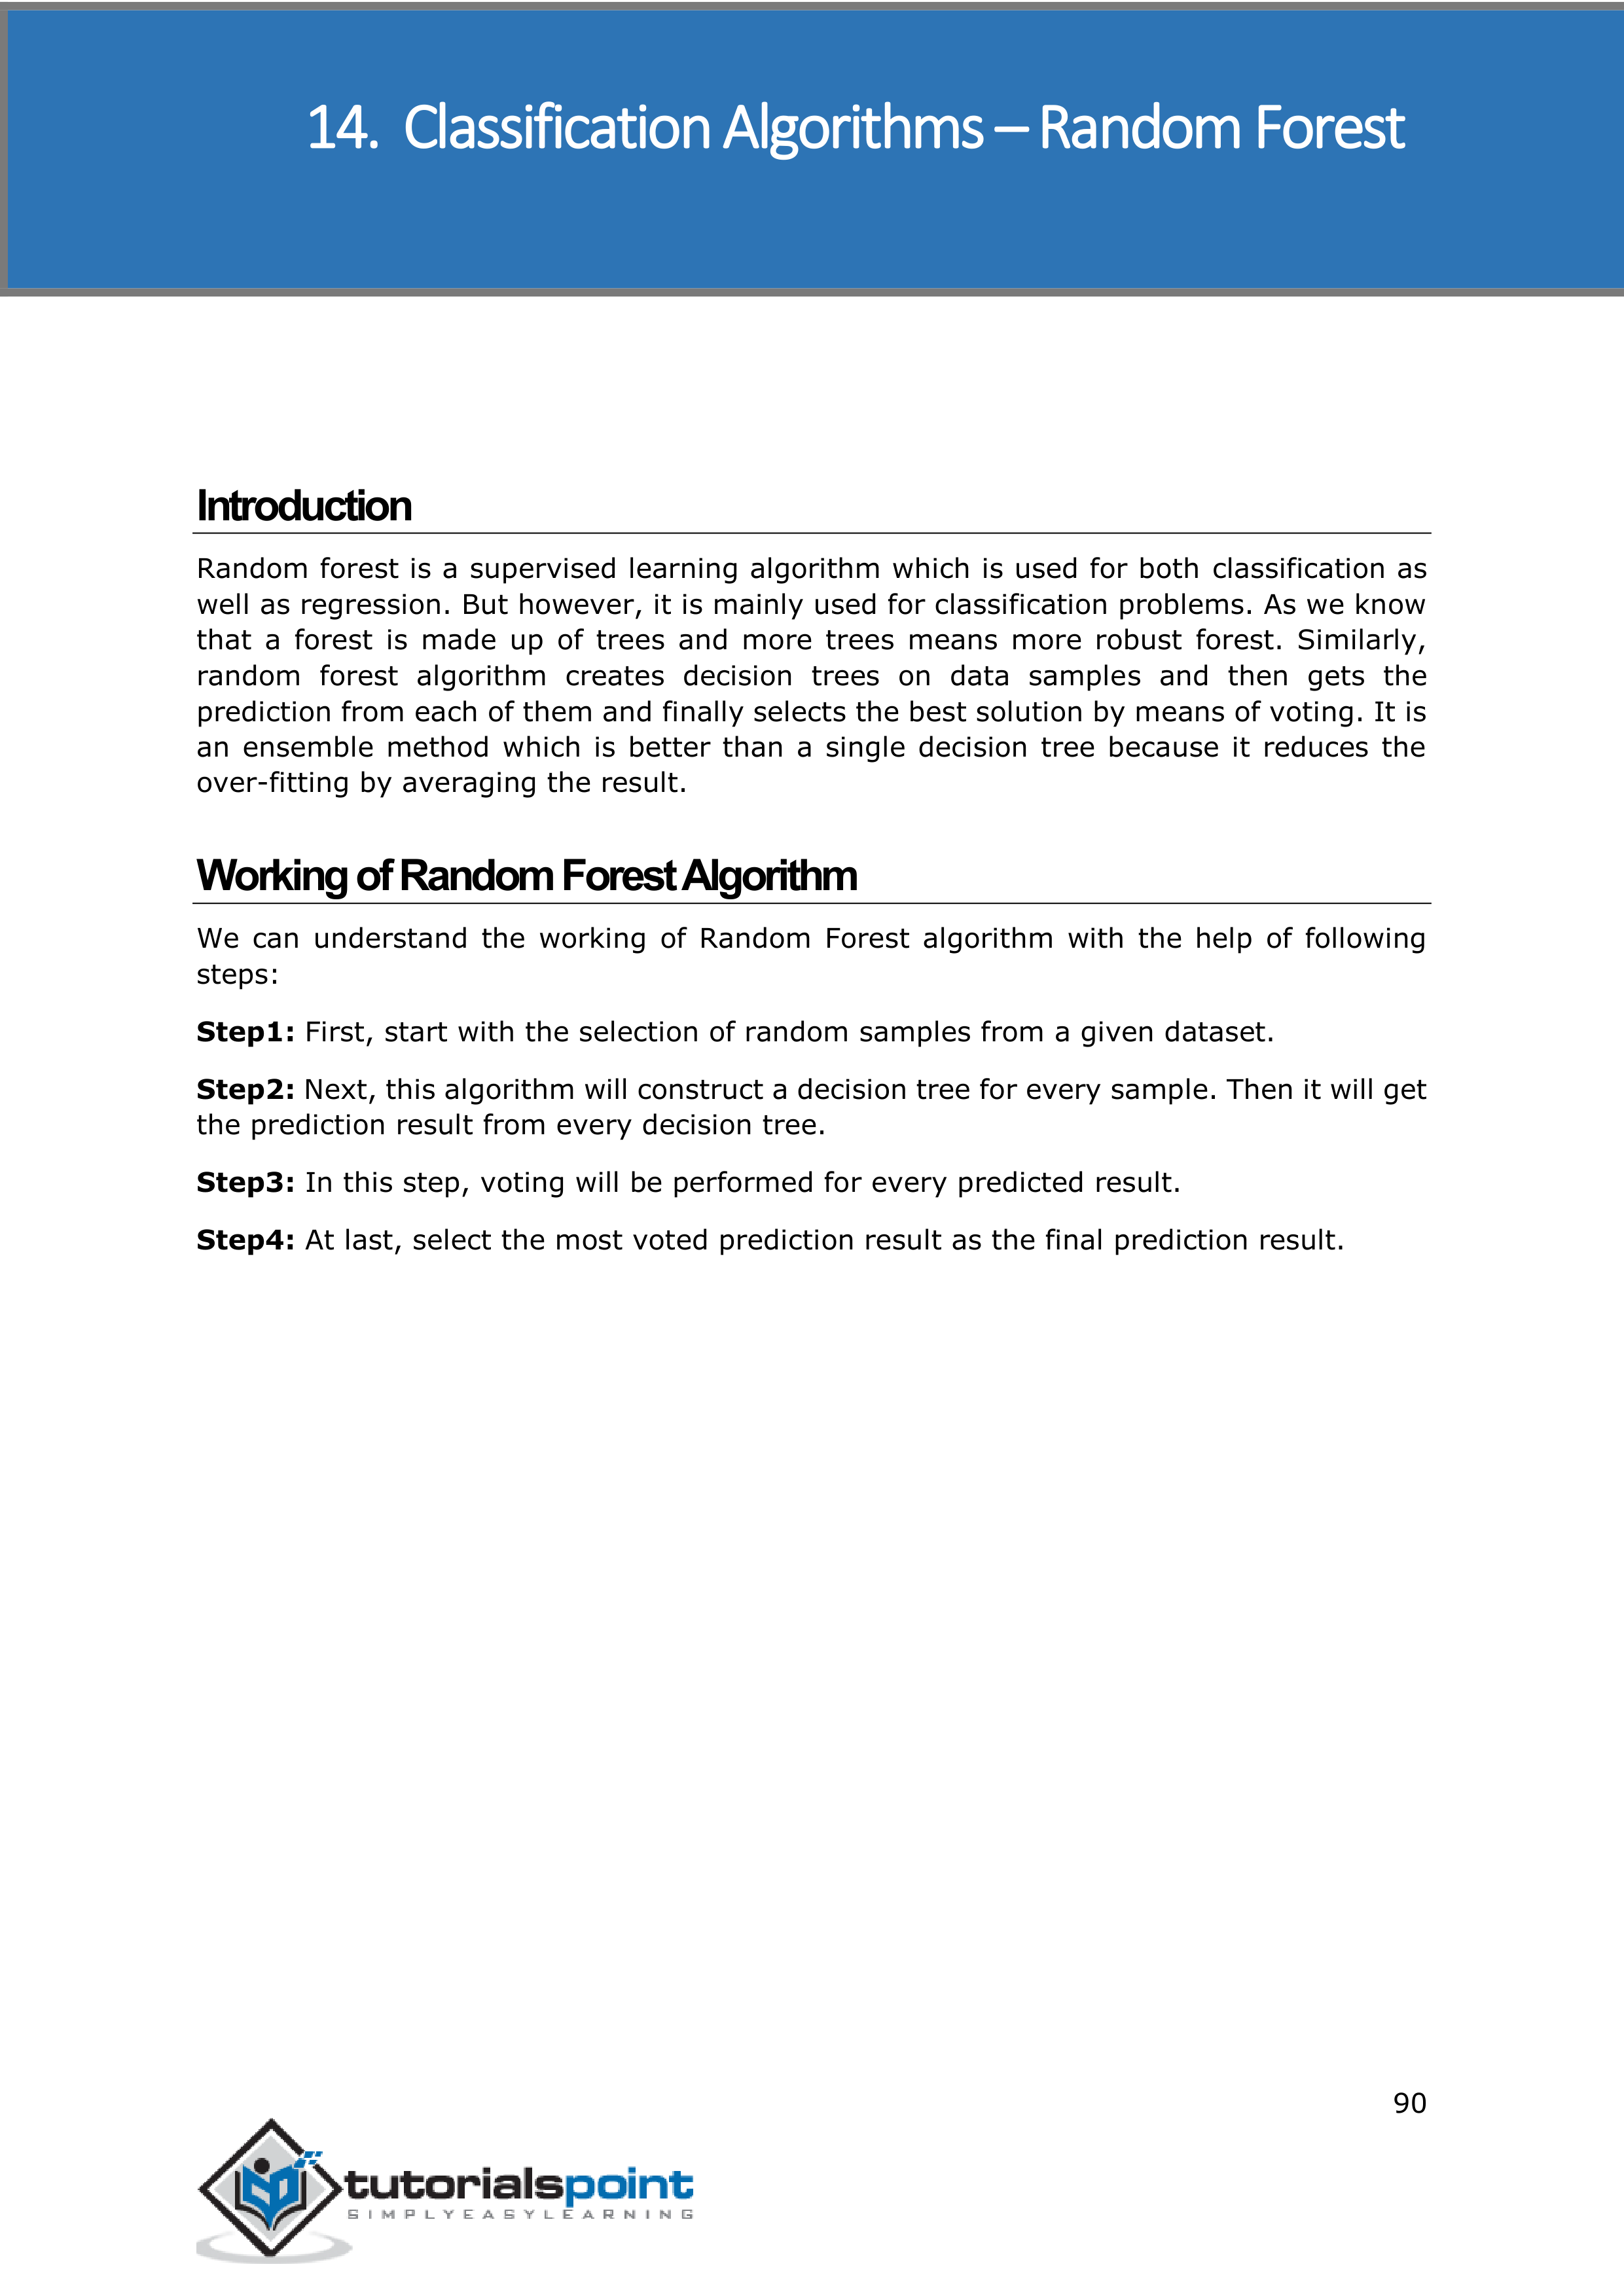 14. Classification Algorithms – Random Forest
Introduction
Random forest is a supervised learning algorithm which is used for both classification as
well as regression. But however, it is mainly used for classification problems. As we know
that a forest is made up of trees and more trees means more robust forest. Similarly,
random forest algorithm creates decision trees on data samples and then gets the
prediction from each of them and finally selects the best solution by means of voting. It is
an ensemble method which is better than a single decision tree because it reduces the
over-fitting by averaging the result.
Working of Random Forest Algorithm
We can understand the working of Random Forest algorithm with the help of following
steps:
Step1: First, start with the selection of random samples from a given dataset.
Step2: Next, this algorithm will construct a decision tree for every sample. Then it will get
the prediction result from every decision tree.
Step3: In this step, voting will be performed for every predicted result.
Step4: At last, select the most voted prediction result as the final prediction result.
90
tutorialspoint
SIMPLYEASYLEARNING